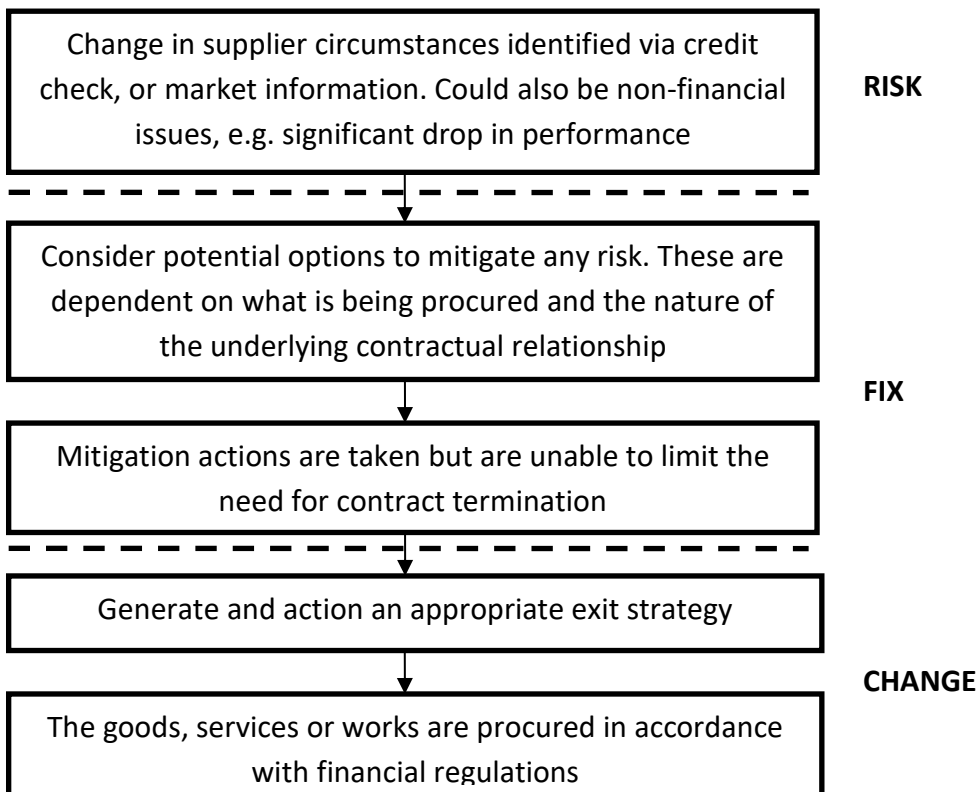 Change in supplier circumstances identified via credit
check, or market information. Could also be non-financial
issues, e.g. significant drop in performance
RISK
Consider potential options to mitigate any risk. These are
dependent on what is being procured and the nature of
the underlying contractual relationship
FIX
Mitigation actions are taken but are unable to limit the
need for contract termination
Generate and action an appropriate exit strategy
CHANGE
The goods, services or works are procured in accordance
with financial regulations